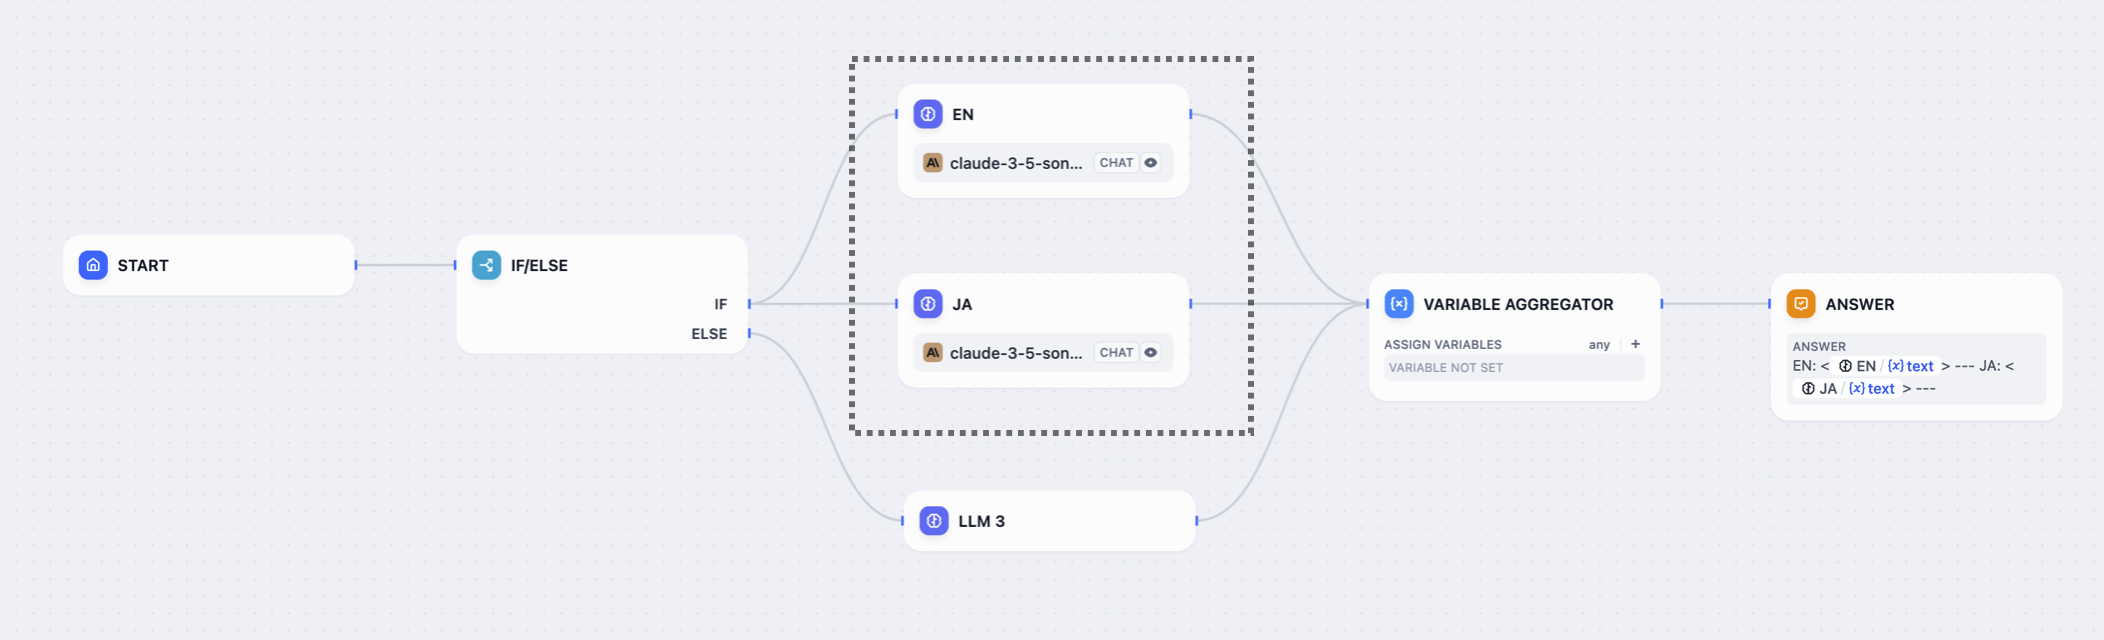 START
IF/ELSE
IF
ELSE
EN
claude-3-5-son... CHAT
JA
claude-3-5-son... CHAT
LLM 3
VARIABLE AGGREGATOR
ASSIGN VARIABLES any +
VARIABLE NOT SET
ANSWER
ANSWER
EN: < EN / {x} text > --- JA: <
JA / {x} text > ---